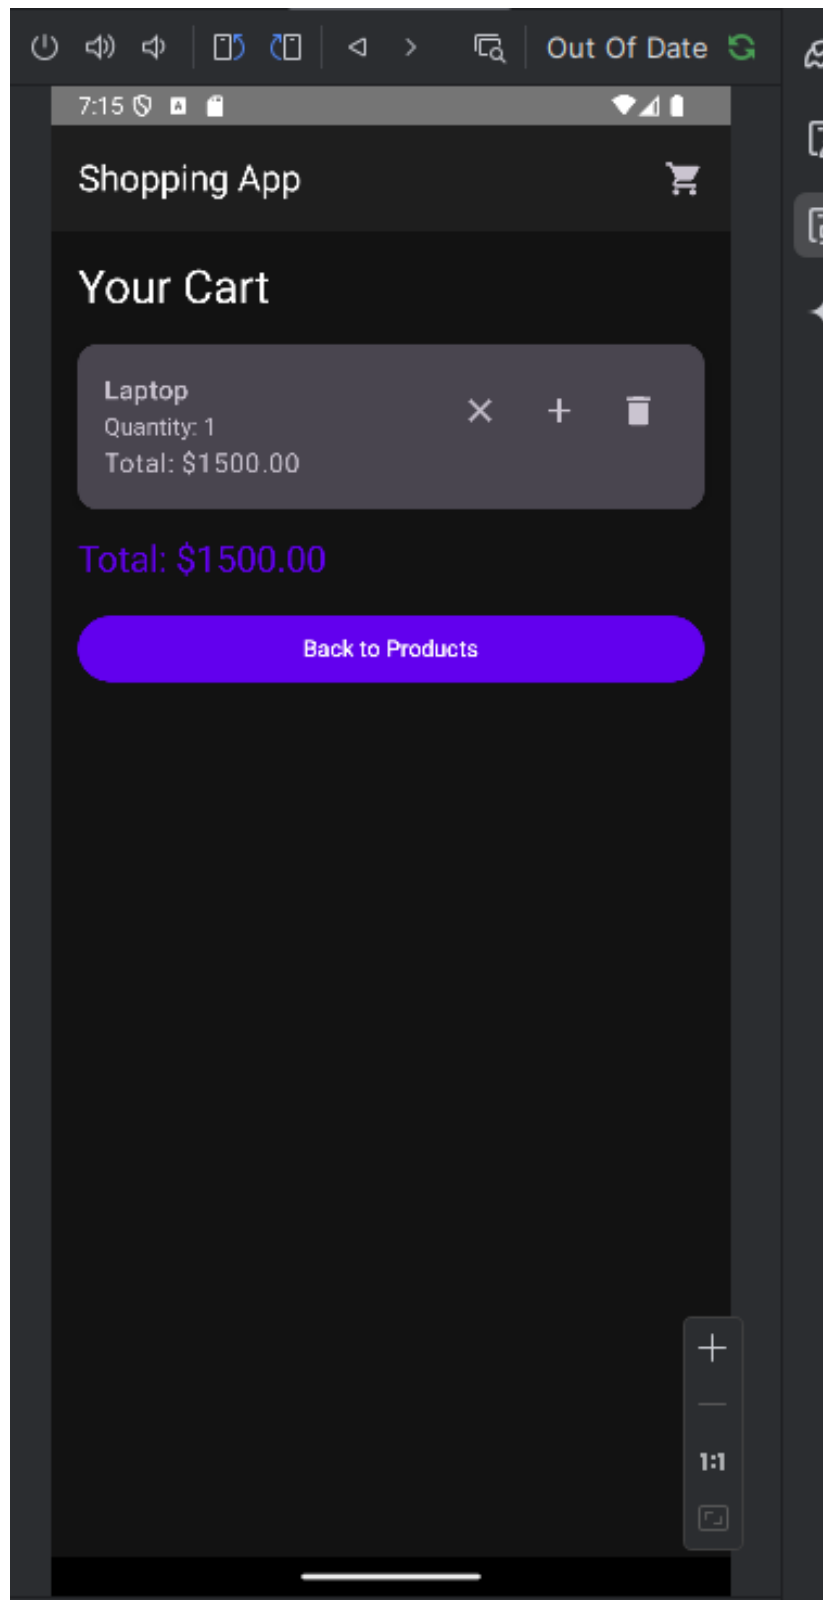 Out Of Date
7:15
Shopping App
Your Cart
Laptop
Quantity: 1
Total: $1500.00
Total: $1500.00
Back to Products
1:1